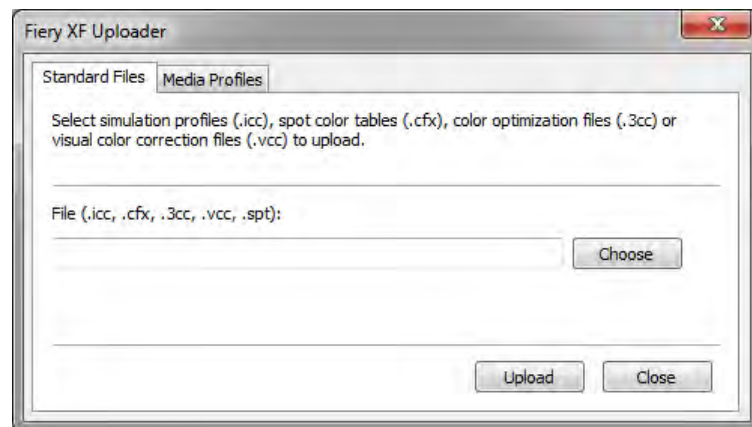 Fiery XF Uploader
Standard Files Media Profiles
Select simulation profiles (.icc), spot color tables (.cfx), color optimization files (.3cc) or
visual color correction files (.vcc) to upload.
File (.icc, .cfx, .3cc, .vcc, .spt):
Choose
Upload Close